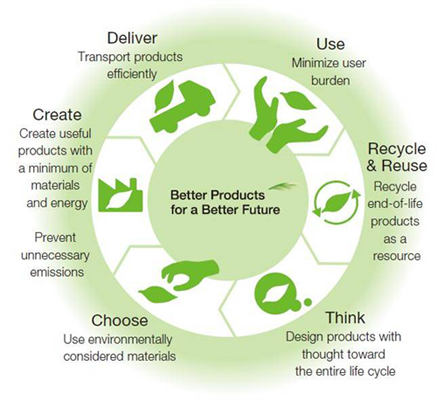 Deliver
Transport products
efficiently
Use
Minimize user
burden
Recycle
& Reuse
Recycle
end-of-life
products
as a
resource
Think
Design products with
thought toward
the entire life cycle
Choose
Use environmentally
considered materials
Create
Create useful
products with
a minimum of
materials
and energy
Prevent
unnecessary
emissions
Better Products
for a Better Future